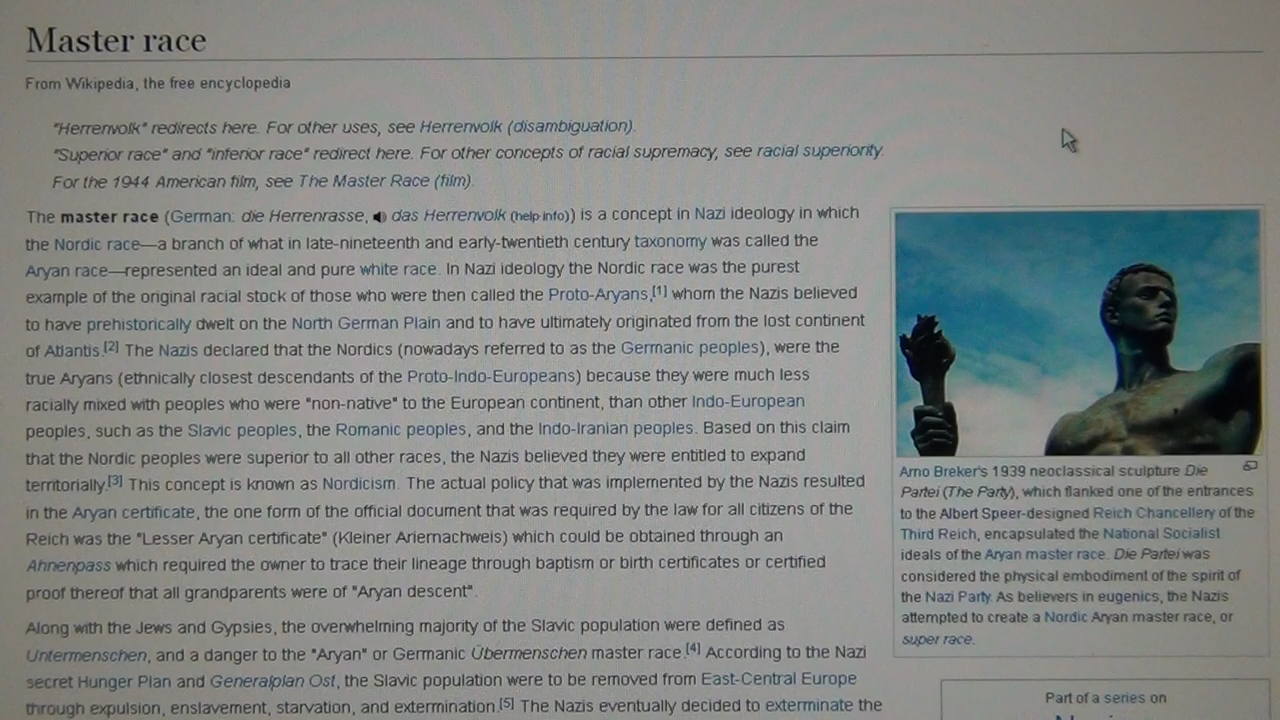 Master race
From Wikipedia, the free encyclopedia
"Herrenvolk" redirects here. For other uses, see Herrenvolk (disambiguation).
"Superior race" and "inferior race" redirect here. For other concepts of racial supremacy, see racial superiority.
For the 1944 American film, see The Master Race (film).
The master race (German: die Herrenrasse, das Herrenvolk (help·info)) is a concept in Nazi ideology in which
the Nordic race—a branch of what in late-nineteenth and early-twentieth century taxonomy was called the
Aryan race—represented an ideal and pure white race. In Nazi ideology the Nordic race was the purest
example of the original racial stock of those who were then called the Proto-Aryans,[1] whom the Nazis believed
to have prehistorically dwelt on the North German Plain and to have ultimately originated from the lost continent
of Atlantis.[2] The Nazis declared that the Nordics (nowadays referred to as the Germanic peoples), were the
true Aryans (ethnically closest descendants of the Proto-Indo-Europeans) because they were much less
racially mixed with peoples who were "non-native" to the European continent, than other Indo-European
peoples, such as the Slavic peoples, the Romanic peoples, and the Indo-Iranian peoples. Based on this claim
that the Nordic peoples were superior to all other races, the Nazis believed they were entitled to expand
territorially.[3] This concept is known as Nordicism. The actual policy that was implemented by the Nazis resulted
in the Aryan certificate, the one form of the official document that was required by the law for all citizens of the
Reich was the "Lesser Aryan certificate" (Kleiner Ariernachweis) which could be obtained through an
Ahnenpass which required the owner to trace their lineage through baptism or birth certificates or certified
proof thereof that all grandparents were of "Aryan descent".
Along with the Jews and Gypsies, the overwhelming majority of the Slavic population were defined as
Untermenschen, and a danger to the "Aryan" or Germanic Übermenschen master race.[4] According to the Nazi
secret Hunger Plan and Generalplan Ost, the Slavic population were to be removed from East-Central Europe
through expulsion, enslavement, starvation, and extermination.[5] The Nazis eventually decided to exterminate the
Arno Breker's 1939 neoclassical sculpture Die
Partei (The Party), which flanked one of the entrances
to the Albert Speer-designed Reich Chancellery of the
Third Reich, encapsulated the National Socialist
ideals of the Aryan master race. Die Partei was
considered the physical embodiment of the spirit of
the Nazi Party. As believers in eugenics, the Nazis
attempted to create a Nordic Aryan master race, or
super race.
Part of a series on